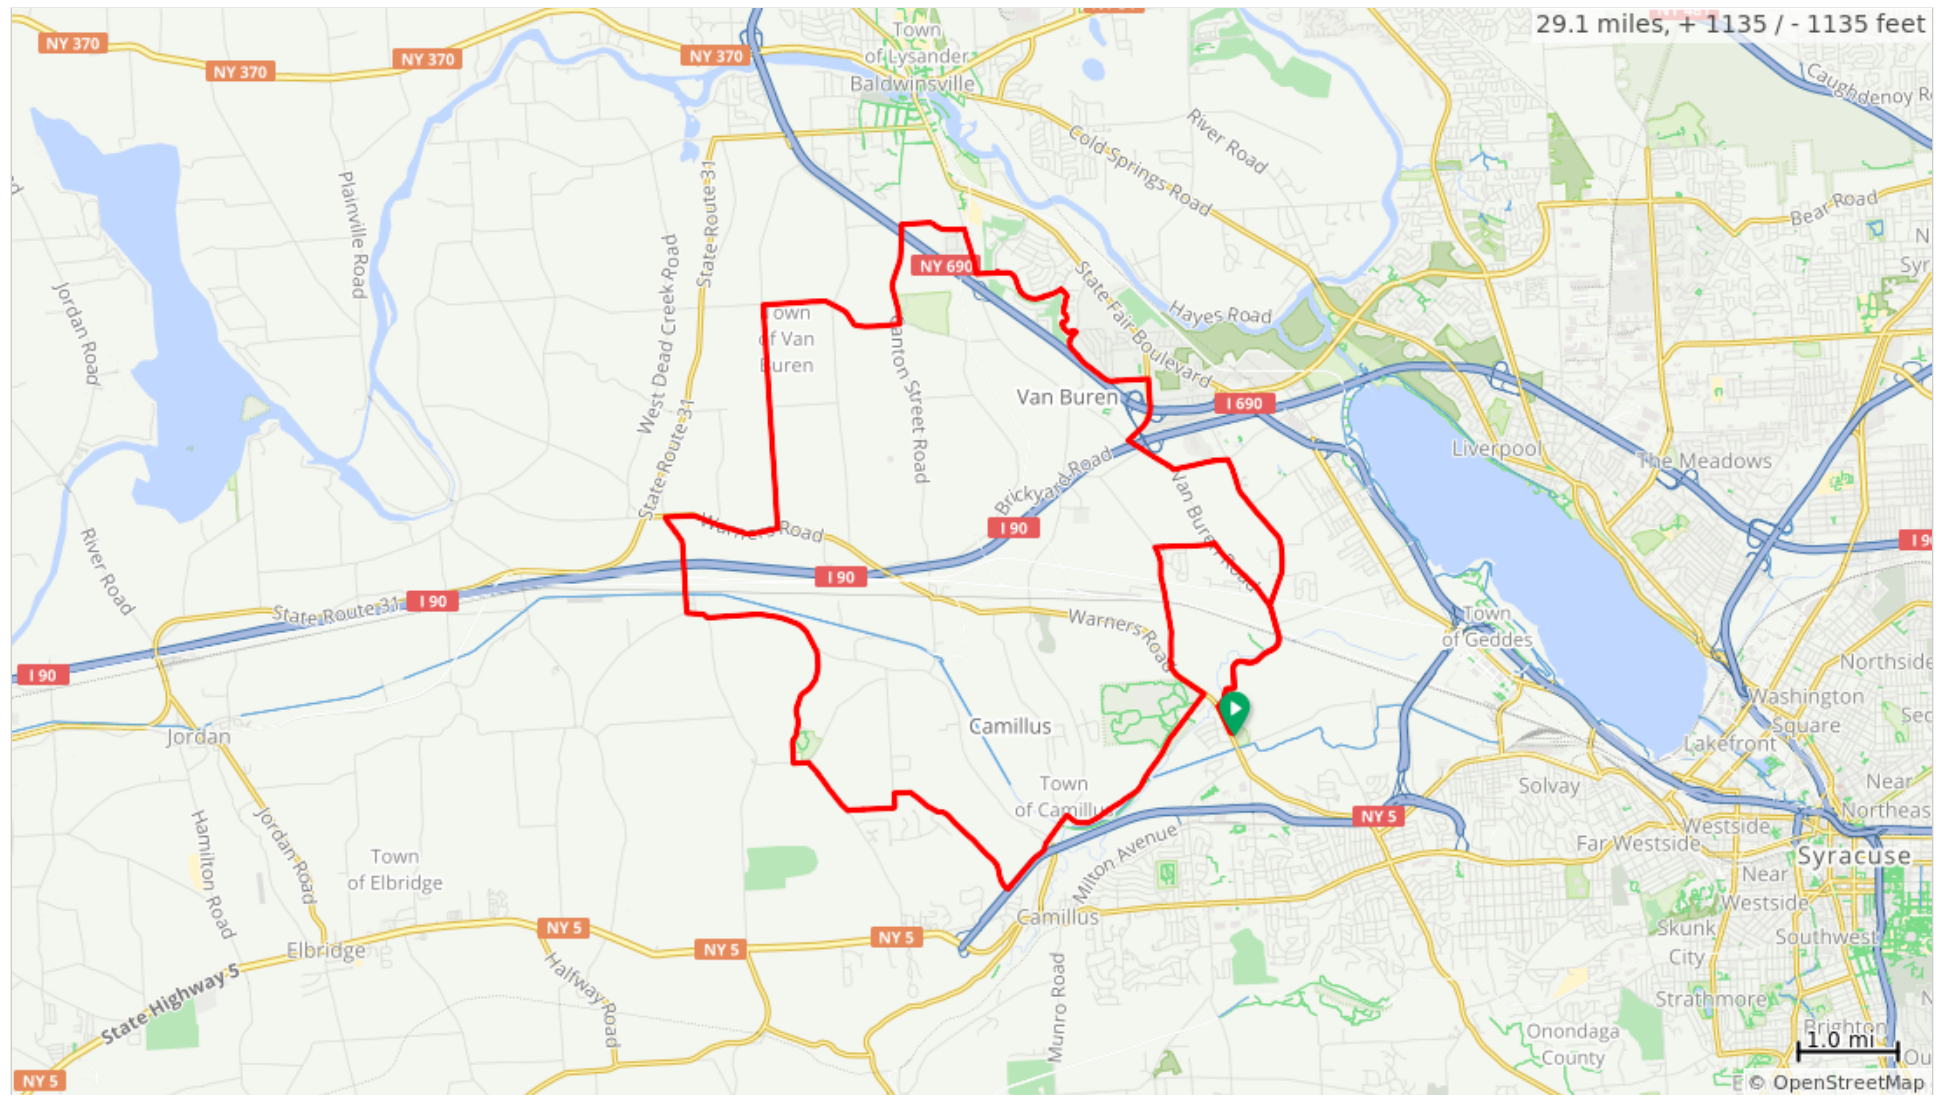 29.1 miles, + 1135 / - 1135 feet
NY 370
NY 370
NY 370
NY 370
Town
of Lysander
Baldwinsville
Caughdenoy
River Road
Cold Springs Road
Bear Road
Plainville Road
State Route 31
West Dead Creek Road
Jordan Road
NY 690
State Fair Boulevard
Hayes Road
Town
of Van
Buren
Canton Street Road
Van Buren
I 690
Liverpool
The Meadows
State Route 31
Brickyard Road
Van Buren Road
Warners Road
I 90
I 90
I 90
I 90
I 90
River Road
State Route 31
Warners Road
Town
of Geddes
Northside
Washington
Square
Lakefront
Jordan
Camillus
Town
of Camillus
Solvay
Near
NY 5
Westside
Far Westside
Syracuse
Near
Westside
Hamilton Road
Jordan Road
Town
of Elbridge
Milton Avenue
Camillus
Skunk
City
Southwest
Elbridge
NY 5
NY 5
NY 5
State Highway 5
Halfway Road
Munro Road
Strathmore
Onondaga
County
Brighton
1.0 mi
NY 5
© OpenStreetMap